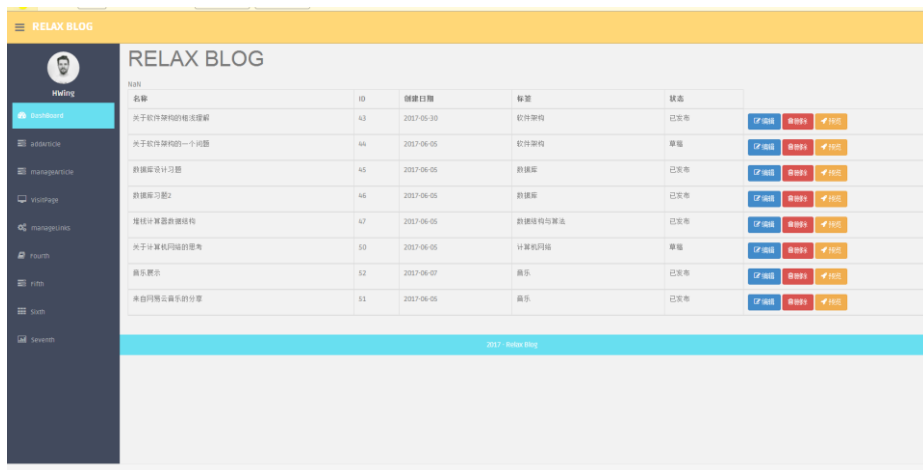 RELAX BLOG
HWing
Dashboard
addArticle
manageArticle
VisitPage
manageLinks
Fourth
Fifth
Sixth
Seventh
RELAX BLOG
NaN
名称 ID 创建日期 标签 状态
关于软件架构的格浅理解 43 2017-05-30 软件架构 已发布 编辑 删除 预览
关于软件架构的一个问题 44 2017-06-05 软件架构 草稿 编辑 删除 预览
数据库设计习题 45 2017-06-05 数据库 已发布 编辑 删除 预览
数据库习题2 46 2017-06-05 数据库 已发布 编辑 删除 预览
堆栈计算器数据结构 47 2017-06-05 数据结构与算法 已发布 编辑 删除 预览
关于计算机网络的思考 50 2017-06-05 计算机网络 草稿 编辑 删除 预览
音乐展示 52 2017-06-07 音乐 已发布 编辑 删除 预览
来自网易云音乐的分享 51 2017-06-05 音乐 已发布 编辑 删除 预览
2017 - Relax Blog